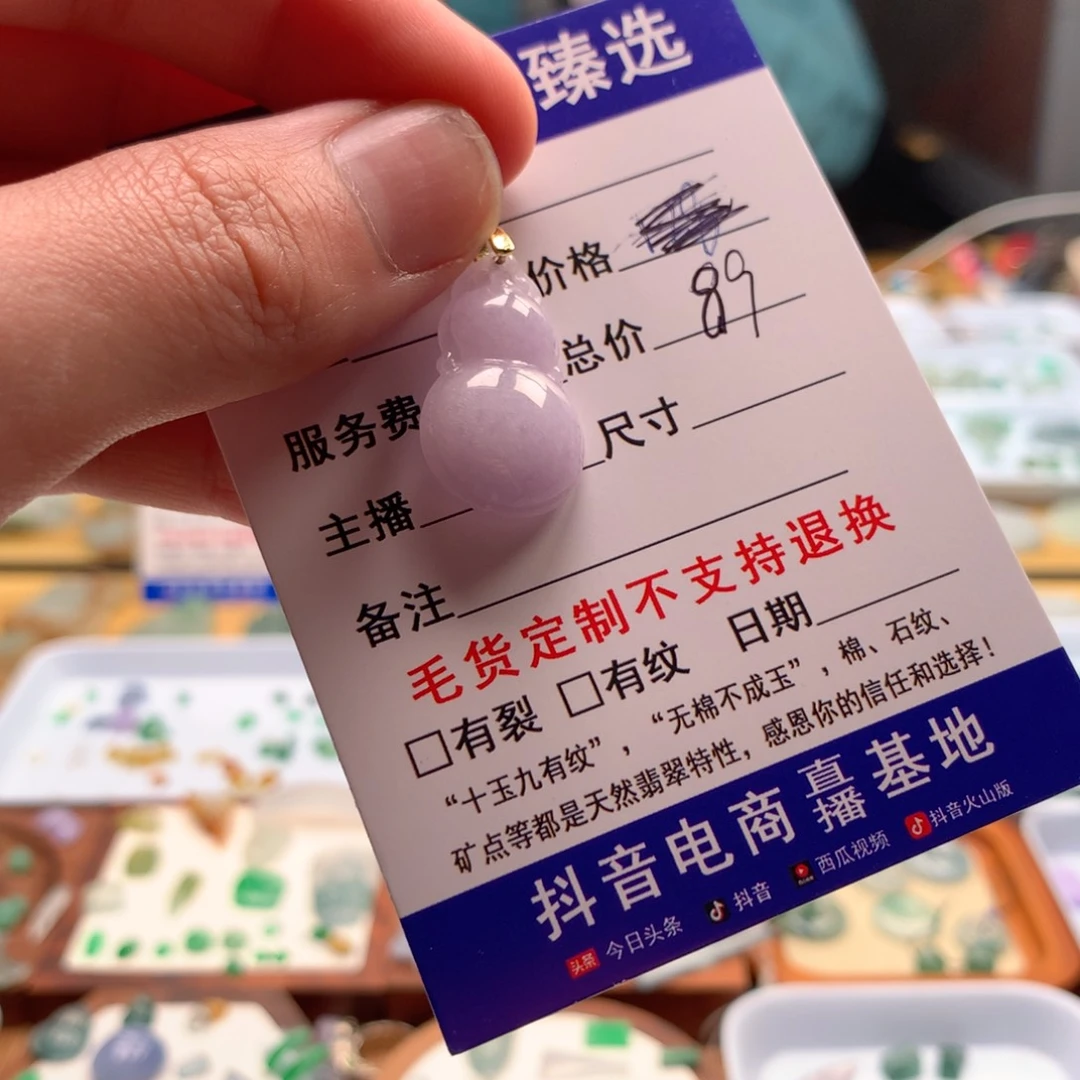 臻选
价格
总价 89
服务费
尺寸
主播
备注
毛货定制不支持退换
□有裂 □有纹 日期
“十玉九有纹”，“无棉不成玉”，棉、石纹、
矿点等都是天然翡翠特性，感恩你的信任和选择！
抖音电商直播基地
头条 今日头条 抖音 西瓜视频 抖音火山版